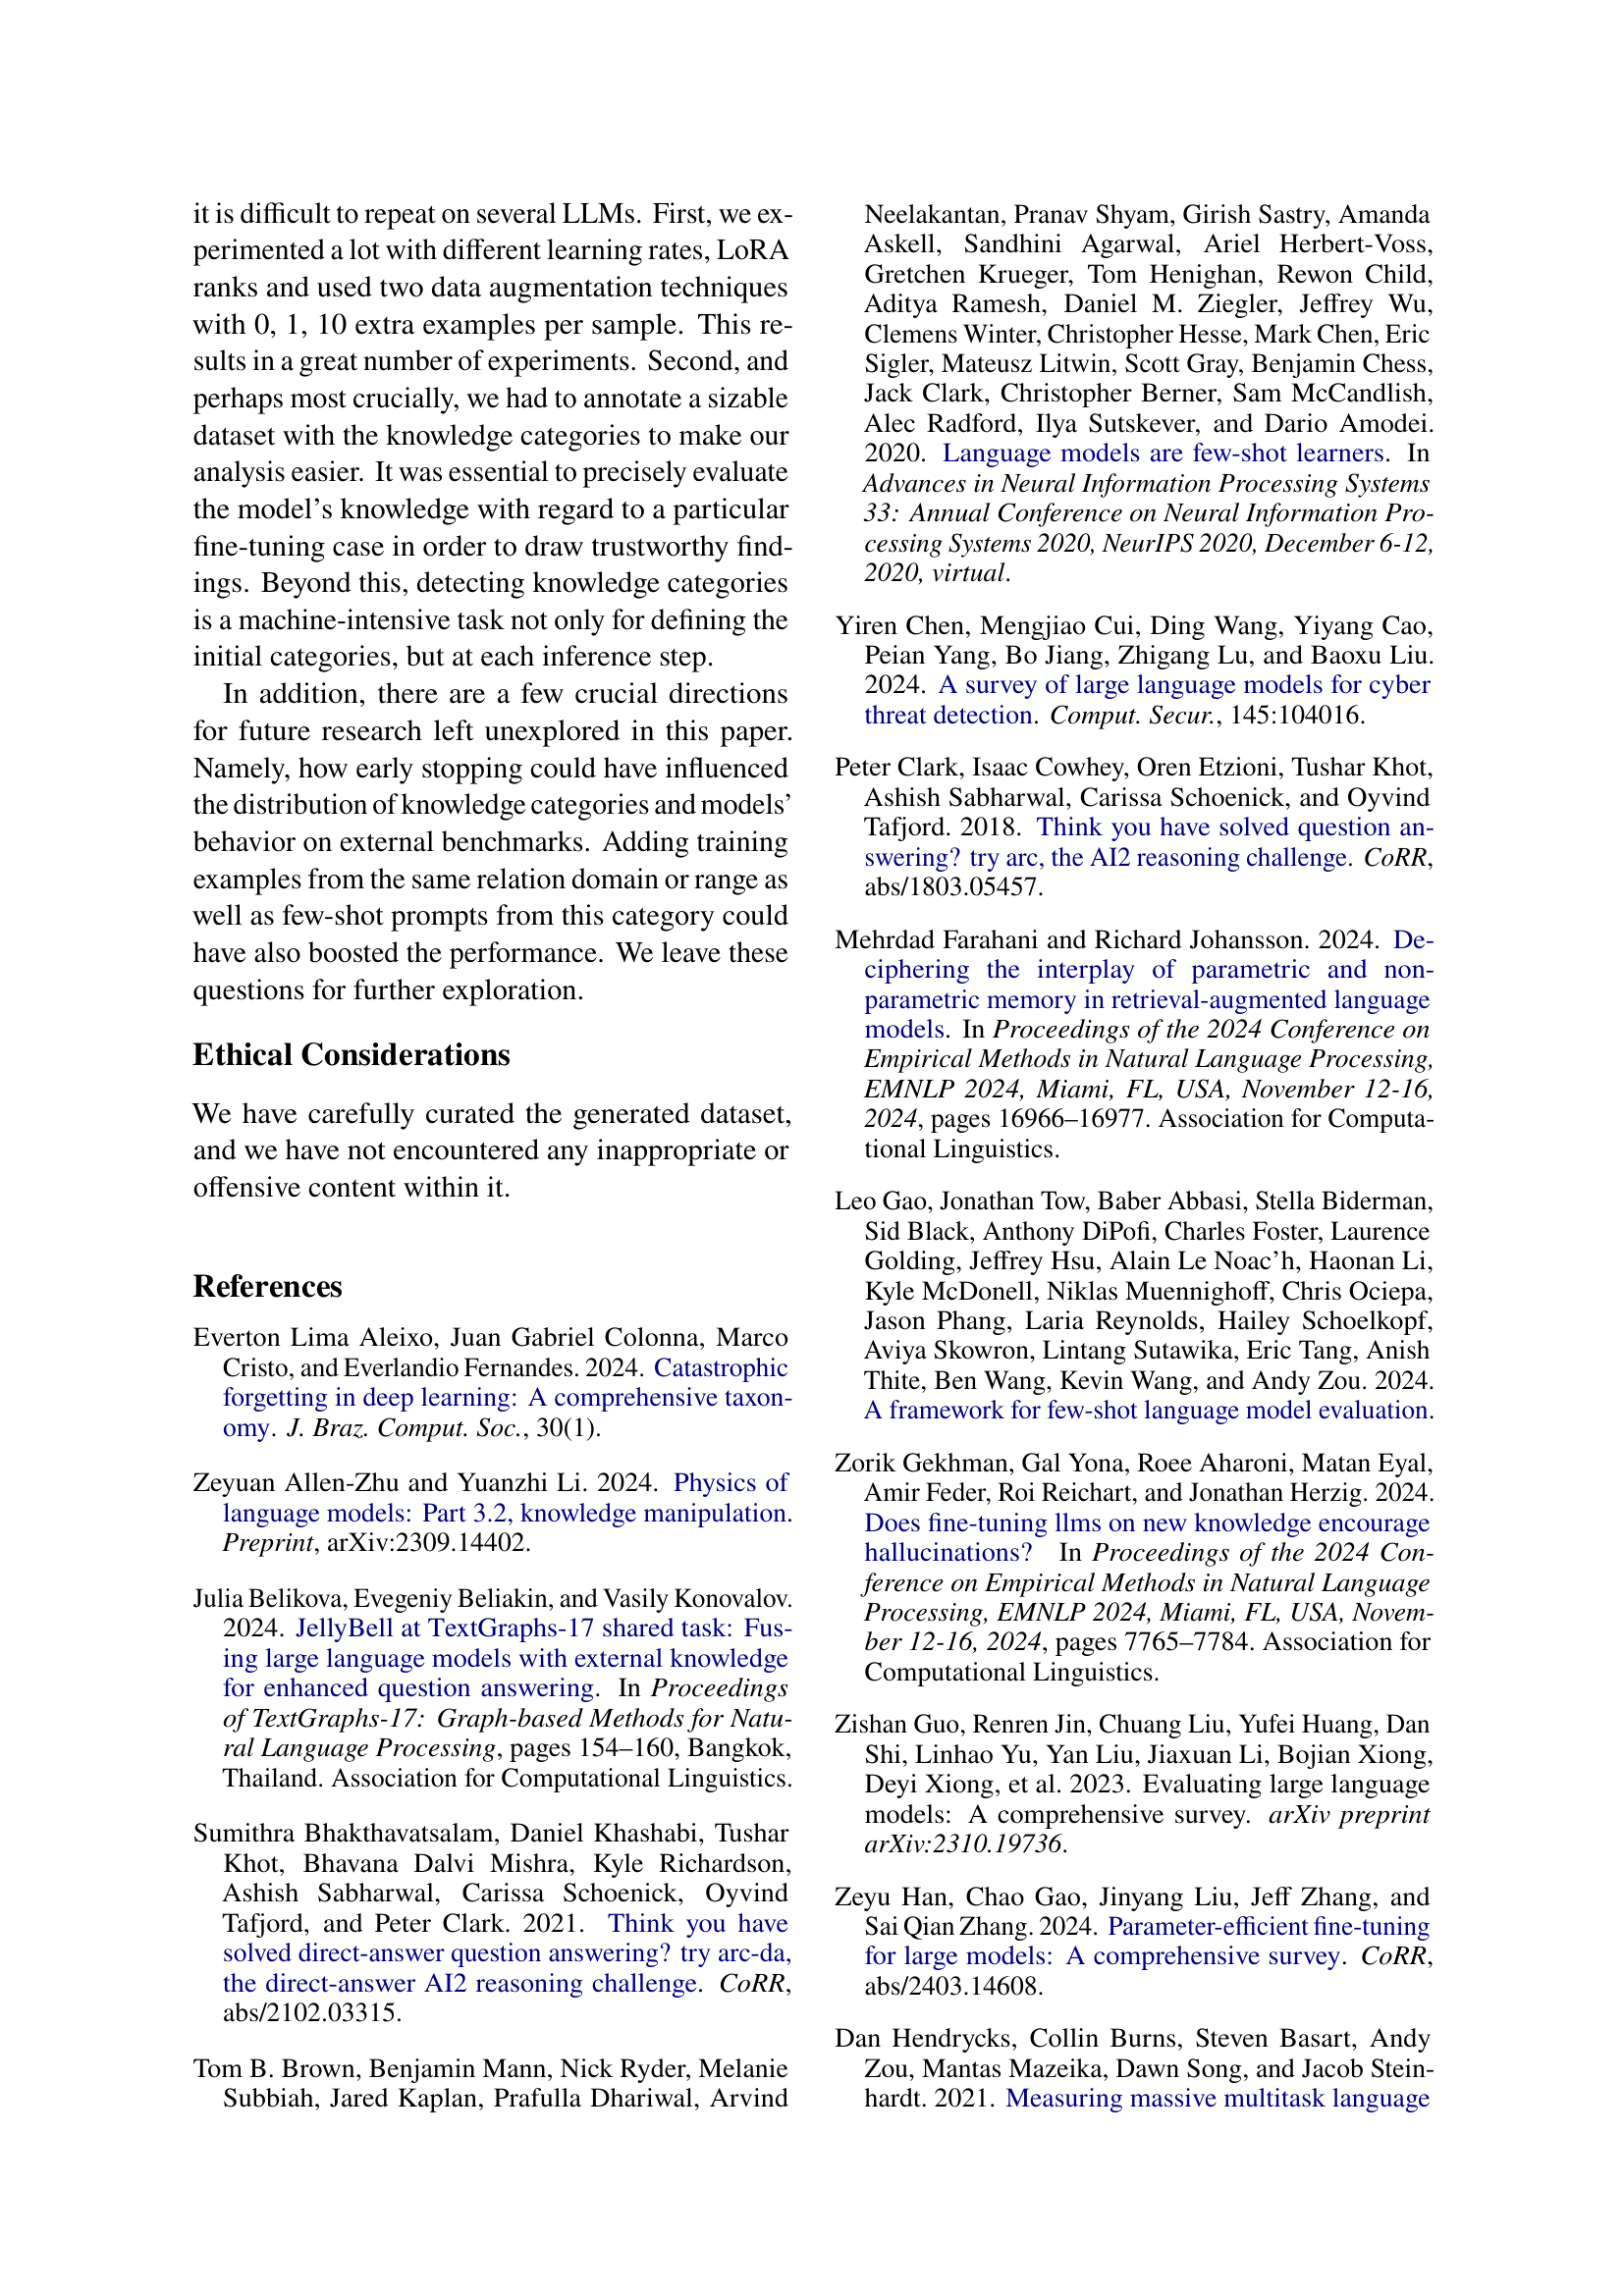 it is difficult to repeat on several LLMs. First, we ex-
perimented a lot with different learning rates, LoRA
ranks and used two data augmentation techniques
with 0, 1, 10 extra examples per sample. This re-
sults in a great number of experiments. Second, and
perhaps most crucially, we had to annotate a sizable
dataset with the knowledge categories to make our
analysis easier. It was essential to precisely evaluate
the model's knowledge with regard to a particular
fine-tuning case in order to draw trustworthy find-
ings. Beyond this, detecting knowledge categories
is a machine-intensive task not only for defining the
initial categories, but at each inference step.
In addition, there are a few crucial directions
for future research left unexplored in this paper.
Namely, how early stopping could have influenced
the distribution of knowledge categories and models'
behavior on external benchmarks. Adding training
examples from the same relation domain or range as
well as few-shot prompts from this category could
have also boosted the performance. We leave these
questions for further exploration.
Ethical Considerations
We have carefully curated the generated dataset,
and we have not encountered any inappropriate or
offensive content within it.
References
Everton Lima Aleixo, Juan Gabriel Colonna, Marco
Cristo, and Everlandio Fernandes. 2024. Catastrophic
forgetting in deep learning: A comprehensive taxon-
omy. J. Braz. Comput. Soc., 30(1).
Zeyuan Allen-Zhu and Yuanzhi Li. 2024. Physics of
language models: Part 3.2, knowledge manipulation.
Preprint, arXiv:2309.14402.
Julia Belikova, Evegeniy Beliakin, and Vasily Konovalov.
2024. JellyBell at TextGraphs-17 shared task: Fus-
ing large language models with external knowledge
for enhanced question answering. In Proceedings
of TextGraphs-17: Graph-based Methods for Natu-
ral Language Processing, pages 154–160, Bangkok,
Thailand. Association for Computational Linguistics.
Sumithra Bhakthavatsalam, Daniel Khashabi, Tushar
Khot, Bhavana Dalvi Mishra, Kyle Richardson,
Ashish Sabharwal, Carissa Schoenick, Oyvind
Tafjord, and Peter Clark. 2021. Think you have
solved direct-answer question answering? try arc-da,
the direct-answer AI2 reasoning challenge. CoRR,
abs/2102.03315.
Tom B. Brown, Benjamin Mann, Nick Ryder, Melanie
Subbiah, Jared Kaplan, Prafulla Dhariwal, Arvind
Neelakantan, Pranav Shyam, Girish Sastry, Amanda
Askell, Sandhini Agarwal, Ariel Herbert-Voss,
Gretchen Krueger, Tom Henighan, Rewon Child,
Aditya Ramesh, Daniel M. Ziegler, Jeffrey Wu,
Clemens Winter, Christopher Hesse, Mark Chen, Eric
Sigler, Mateusz Litwin, Scott Gray, Benjamin Chess,
Jack Clark, Christopher Berner, Sam McCandlish,
Alec Radford, Ilya Sutskever, and Dario Amodei.
2020. Language models are few-shot learners. In
Advances in Neural Information Processing Systems
33: Annual Conference on Neural Information Pro-
cessing Systems 2020, NeurIPS 2020, December 6-12,
2020, virtual.
Yiren Chen, Mengjiao Cui, Ding Wang, Yiyang Cao,
Peian Yang, Bo Jiang, Zhigang Lu, and Baoxu Liu.
2024. A survey of large language models for cyber
threat detection. Comput. Secur., 145:104016.
Peter Clark, Isaac Cowhey, Oren Etzioni, Tushar Khot,
Ashish Sabharwal, Carissa Schoenick, and Oyvind
Tafjord. 2018. Think you have solved question an-
swering? try arc, the AI2 reasoning challenge. CoRR,
abs/1803.05457.
Mehrdad Farahani and Richard Johansson. 2024. De-
ciphering the interplay of parametric and non-
parametric memory in retrieval-augmented language
models. In Proceedings of the 2024 Conference on
Empirical Methods in Natural Language Processing,
EMNLP 2024, Miami, FL, USA, November 12-16,
2024, pages 16966–16977. Association for Computa-
tional Linguistics.
Leo Gao, Jonathan Tow, Baber Abbasi, Stella Biderman,
Sid Black, Anthony DiPofi, Charles Foster, Laurence
Golding, Jeffrey Hsu, Alain Le Noac'h, Haonan Li,
Kyle McDonell, Niklas Muennighoff, Chris Ociepa,
Jason Phang, Laria Reynolds, Hailey Schoelkopf,
Aviya Skowron, Lintang Sutawika, Eric Tang, Anish
Thite, Ben Wang, Kevin Wang, and Andy Zou. 2024.
A framework for few-shot language model evaluation.
Zorik Gekhman, Gal Yona, Roee Aharoni, Matan Eyal,
Amir Feder, Roi Reichart, and Jonathan Herzig. 2024.
Does fine-tuning llms on new knowledge encourage
hallucinations? In Proceedings of the 2024 Con-
ference on Empirical Methods in Natural Language
Processing, EMNLP 2024, Miami, FL, USA, Novem-
ber 12-16, 2024, pages 7765–7784. Association for
Computational Linguistics.
Zishan Guo, Renren Jin, Chuang Liu, Yufei Huang, Dan
Shi, Linhao Yu, Yan Liu, Jiaxuan Li, Bojian Xiong,
Deyi Xiong, et al. 2023. Evaluating large language
models: A comprehensive survey. arXiv preprint
arXiv:2310.19736.
Zeyu Han, Chao Gao, Jinyang Liu, Jeff Zhang, and
Sai Qian Zhang. 2024. Parameter-efficient fine-tuning
for large models: A comprehensive survey. CoRR,
abs/2403.14608.
Dan Hendrycks, Collin Burns, Steven Basart, Andy
Zou, Mantas Mazeika, Dawn Song, and Jacob Stein-
hardt. 2021. Measuring massive multitask language